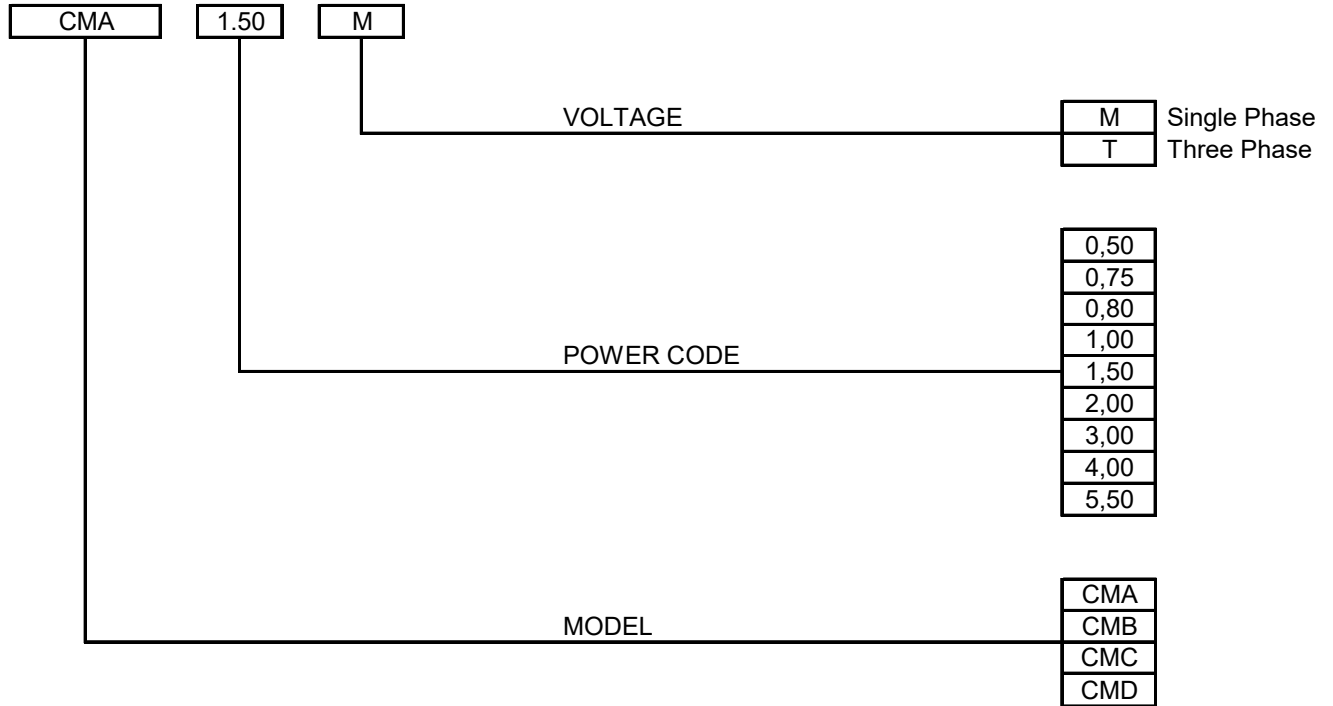 CMA 1.50 M
VOLTAGE
M Single Phase
T Three Phase
0,50
0,75
0,80
1,00
POWER CODE
1,50
2,00
3,00
4,00
5,50
CMA
MODEL
CMB
CMC
CMD